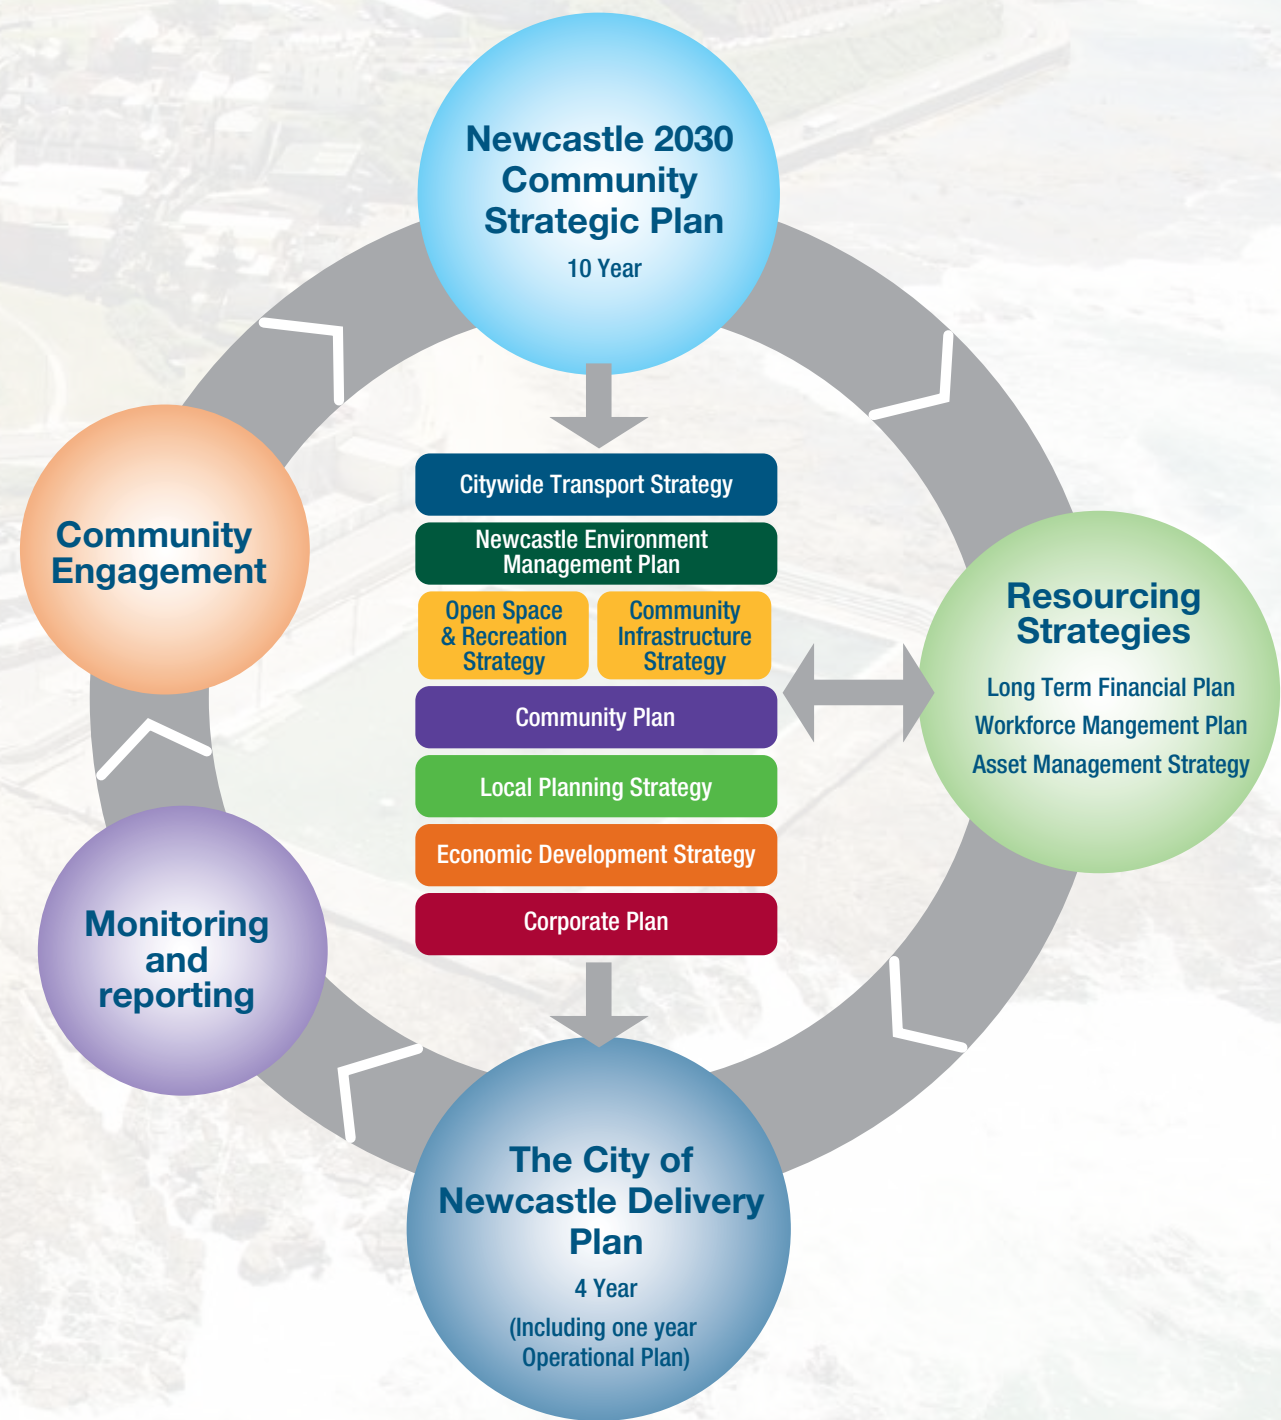 Newcastle 2030
Community
Strategic Plan
10 Year
Citywide Transport Strategy
Newcastle Environment
Management Plan
Open Space
& Recreation
Strategy
Community
Infrastructure
Strategy
Community Plan
Local Planning Strategy
Economic Development Strategy
Corporate Plan
Resourcing
Strategies
Long Term Financial Plan
Workforce Mangement Plan
Asset Management Strategy
The City of
Newcastle Delivery
Plan
4 Year
(Including one year
Operational Plan)
Monitoring
and
reporting
Community
Engagement